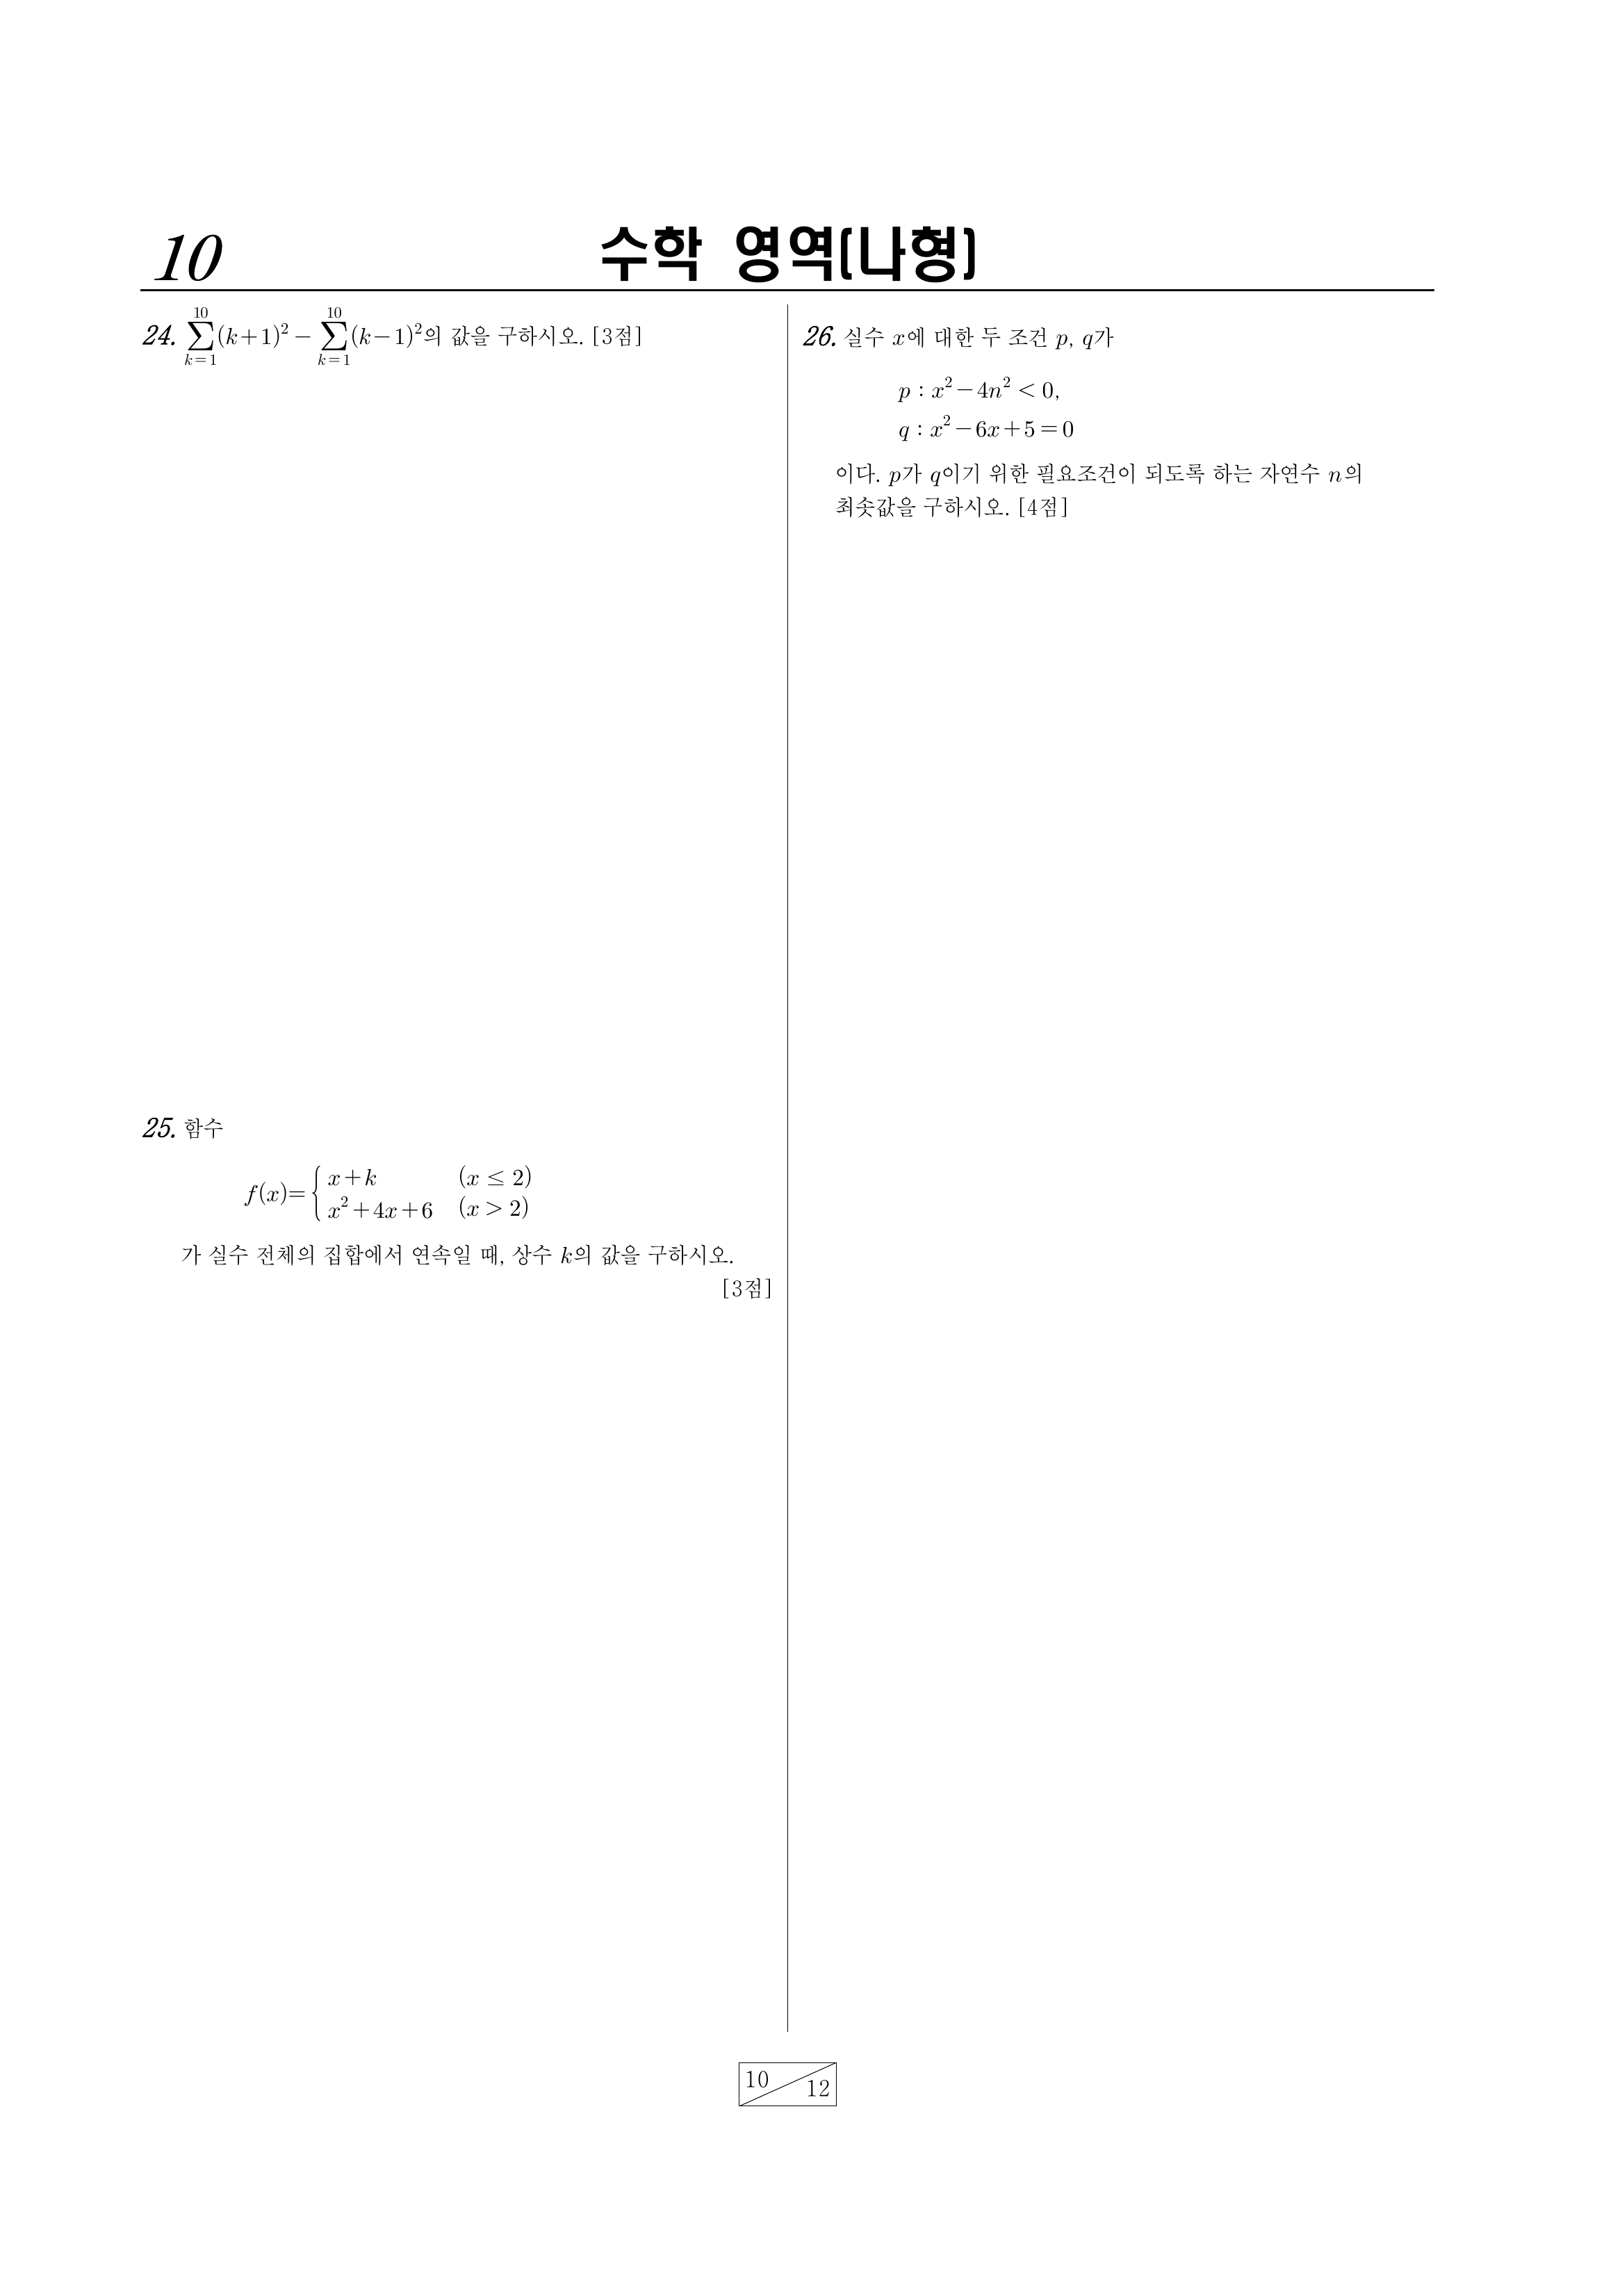 10
수학 영역(나형)
24. $\sum_{k=1}^{10}(k+1)^2 - \sum_{k=1}^{10}(k-1)^2$의 값을 구하시오. [3점]
25. 함수
$f(x)=\begin{cases} x+k & (x \le 2) \\ x^2+4x+6 & (x > 2) \end{cases}$
가 실수 전체의 집합에서 연속일 때, 상수 $k$의 값을 구하시오.
[3점]
26. 실수 $x$에 대한 두 조건 $p$, $q$가
$p : x^2-4n^2 < 0$,
$q : x^2-6x+5=0$
이다. $p$가 $q$이기 위한 필요조건이 되도록 하는 자연수 $n$의
최솟값을 구하시오. [4점]
10
12